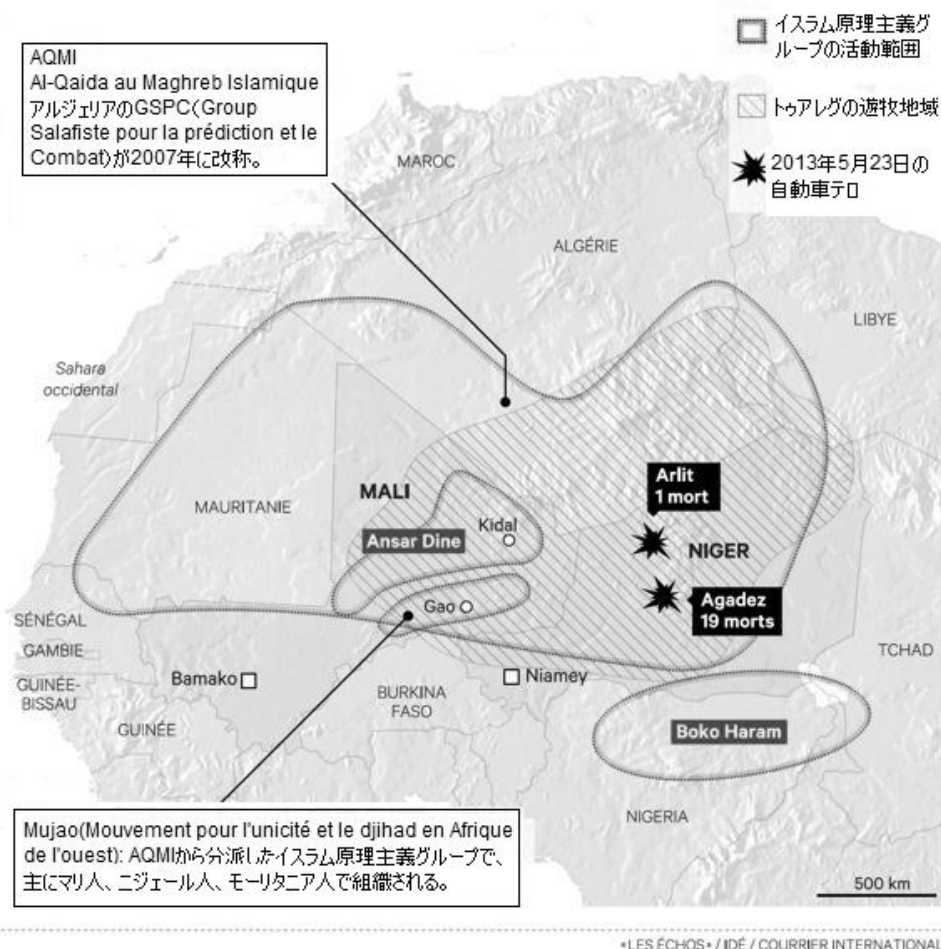 イスラム原理主義グ
ループの活動範囲
トゥアレグの遊牧地域
2013年5月23日の
自動車テロ
AQMI
Al-Qaida au Maghreb Islamique
アルジェリアのGSPC(Group
Salafiste pour la prédiction et le
Combat)が2007年に改称。
MAROC
ALGÉRIE
LIBYE
Sahara
occidental
MAURITANIE
MALI
Ansar Dine
Kidal
Gao
Arlit
1 mort
NIGER
Agadez
19 morts
SÉNÉGAL
GAMBIE
GUINÉE-
BISSAU
GUINÉE
Bamako
BURKINA
FASO
Niamey
TCHAD
Boko Haram
NIGERIA
Mujao(Mouvement pour l'unicité et le djihad en Afrique
de l'ouest): AQMIから分派したイスラム原理主義グループで、
主にマリ人、ニジェール人、モーリタニア人で組織される。
500 km
•LES ÉCHOS• / IDÉ / COURRIER INTERNATIONAL